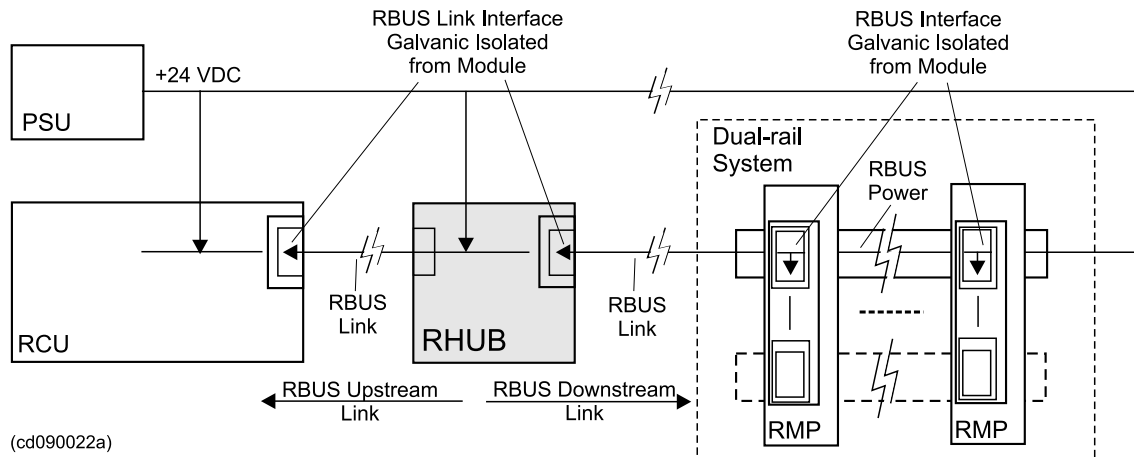 RBUS Link Interface
Galvanic Isolated
from Module
RBUS Interface
Galvanic Isolated
from Module
+24 VDC
PSU
Dual-rail
System
RBUS
Power
RBUS
Link
RBUS
Link
RCU
RHUB
RBUS Upstream
Link
RBUS Downstream
Link
RMP
RMP
(cd090022a)